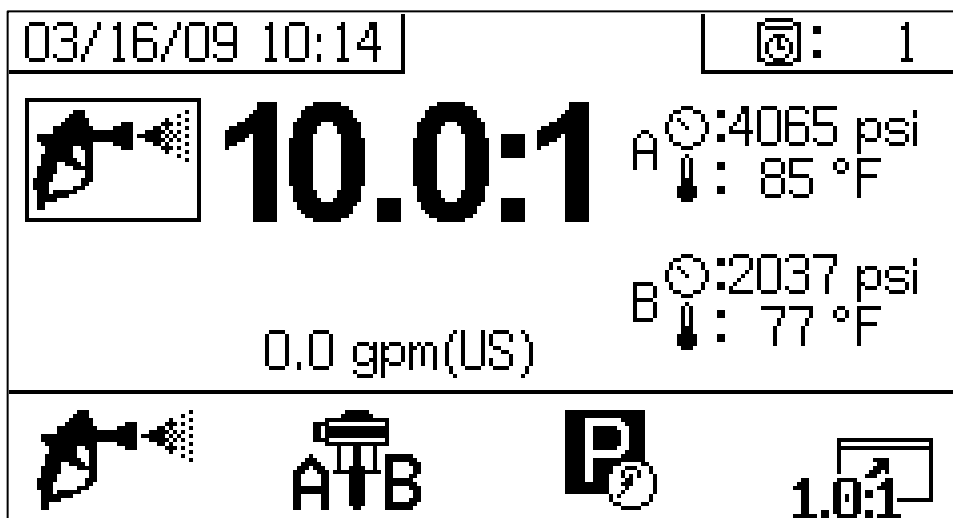 03/16/09 10:14
: 1
10.0:1
A :4065 psi
: 85 °F
B :2037 psi
: 77 °F
0.0 gpm(US)
A B
P
1.0:1